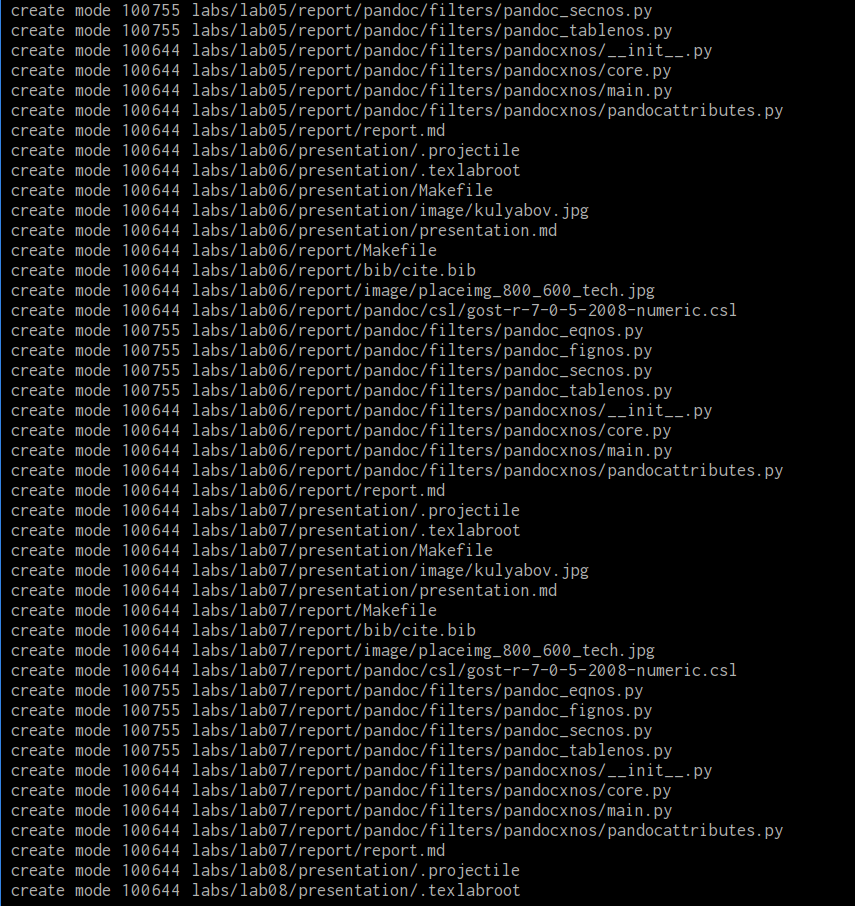 create mode 100755 labs/lab05/report/pandoc/filters/pandoc_secnos.py
create mode 100755 labs/lab05/report/pandoc/filters/pandoc_tablenos.py
create mode 100644 labs/lab05/report/pandoc/filters/pandocxnos/__init__.py
create mode 100644 labs/lab05/report/pandoc/filters/pandocxnos/core.py
create mode 100644 labs/lab05/report/pandoc/filters/pandocxnos/main.py
create mode 100644 labs/lab05/report/pandoc/filters/pandocxnos/pandocattributes.py
create mode 100644 labs/lab05/report/report.md
create mode 100644 labs/lab06/presentation/.projectile
create mode 100644 labs/lab06/presentation/.texlabroot
create mode 100644 labs/lab06/presentation/Makefile
create mode 100644 labs/lab06/presentation/image/kulyabov.jpg
create mode 100644 labs/lab06/presentation/presentation.md
create mode 100644 labs/lab06/report/Makefile
create mode 100644 labs/lab06/report/bib/cite.bib
create mode 100644 labs/lab06/report/image/placeimg_800_600_tech.jpg
create mode 100644 labs/lab06/report/pandoc/csl/gost-r-7-0-5-2008-numeric.csl
create mode 100755 labs/lab06/report/pandoc/filters/pandoc_eqnos.py
create mode 100755 labs/lab06/report/pandoc/filters/pandoc_fignos.py
create mode 100755 labs/lab06/report/pandoc/filters/pandoc_secnos.py
create mode 100755 labs/lab06/report/pandoc/filters/pandoc_tablenos.py
create mode 100644 labs/lab06/report/pandoc/filters/pandocxnos/__init__.py
create mode 100644 labs/lab06/report/pandoc/filters/pandocxnos/core.py
create mode 100644 labs/lab06/report/pandoc/filters/pandocxnos/main.py
create mode 100644 labs/lab06/report/pandoc/filters/pandocxnos/pandocattributes.py
create mode 100644 labs/lab06/report/report.md
create mode 100644 labs/lab07/presentation/.projectile
create mode 100644 labs/lab07/presentation/.texlabroot
create mode 100644 labs/lab07/presentation/Makefile
create mode 100644 labs/lab07/presentation/image/kulyabov.jpg
create mode 100644 labs/lab07/presentation/presentation.md
create mode 100644 labs/lab07/report/Makefile
create mode 100644 labs/lab07/report/bib/cite.bib
create mode 100644 labs/lab07/report/image/placeimg_800_600_tech.jpg
create mode 100644 labs/lab07/report/pandoc/csl/gost-r-7-0-5-2008-numeric.csl
create mode 100755 labs/lab07/report/pandoc/filters/pandoc_eqnos.py
create mode 100755 labs/lab07/report/pandoc/filters/pandoc_fignos.py
create mode 100755 labs/lab07/report/pandoc/filters/pandoc_secnos.py
create mode 100755 labs/lab07/report/pandoc/filters/pandoc_tablenos.py
create mode 100644 labs/lab07/report/pandoc/filters/pandocxnos/__init__.py
create mode 100644 labs/lab07/report/pandoc/filters/pandocxnos/core.py
create mode 100644 labs/lab07/report/pandoc/filters/pandocxnos/main.py
create mode 100644 labs/lab07/report/pandoc/filters/pandocxnos/pandocattributes.py
create mode 100644 labs/lab07/report/report.md
create mode 100644 labs/lab08/presentation/.projectile
create mode 100644 labs/lab08/presentation/.texlabroot